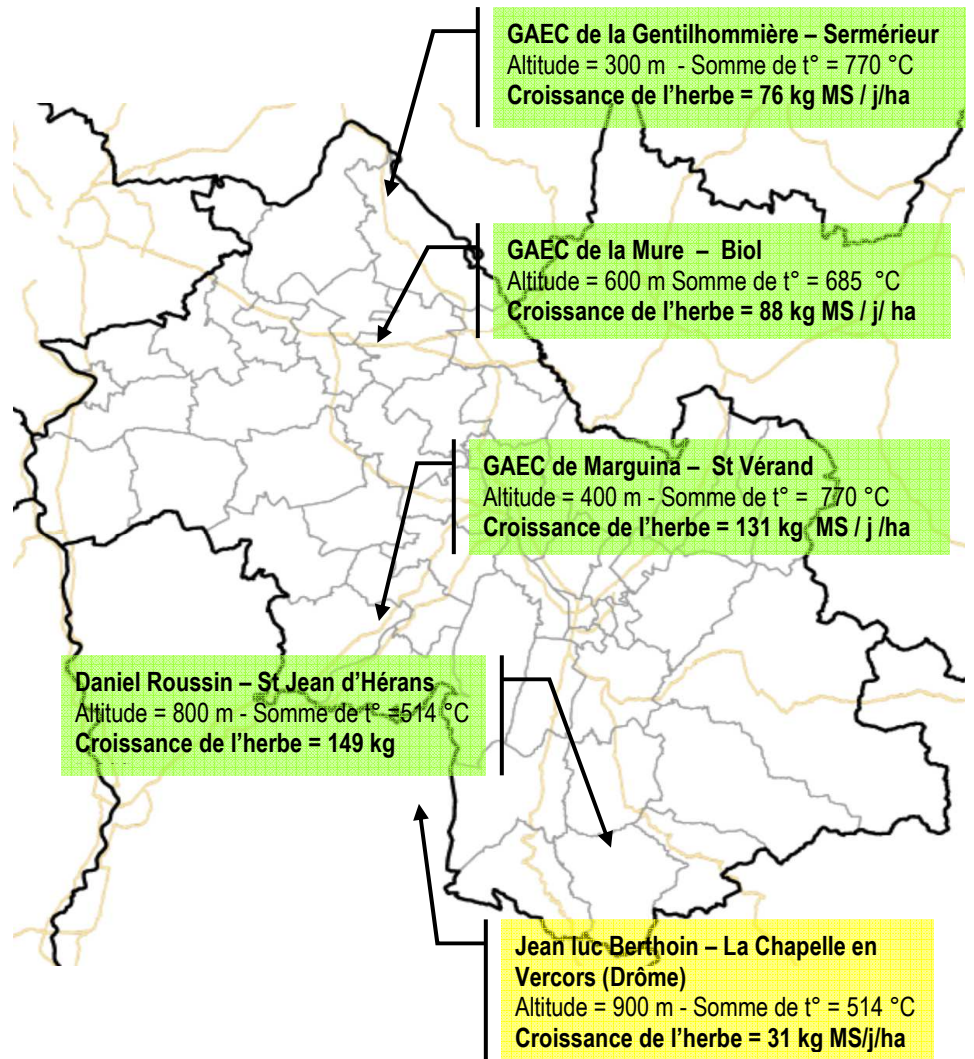 GAEC de la Gentilhommière – Sermérieur
Altitude = 300 m - Somme de t° = 770 °C
Croissance de l'herbe = 76 kg MS / j/ha
GAEC de la Mure – Biol
Altitude = 600 m Somme de t° = 685 °C
Croissance de l'herbe = 88 kg MS / j/ ha
GAEC de Marguina – St Vérand
Altitude = 400 m - Somme de t° = 770 °C
Croissance de l'herbe = 131 kg MS / j /ha
Daniel Roussin – St Jean d'Hérans
Altitude = 800 m - Somme de t° =514 °C
Croissance de l'herbe = 149 kg
Jean luc Berthoin – La Chapelle en
Vercors (Drôme)
Altitude = 900 m - Somme de t° = 514 °C
Croissance de l'herbe = 31 kg MS/j/ha